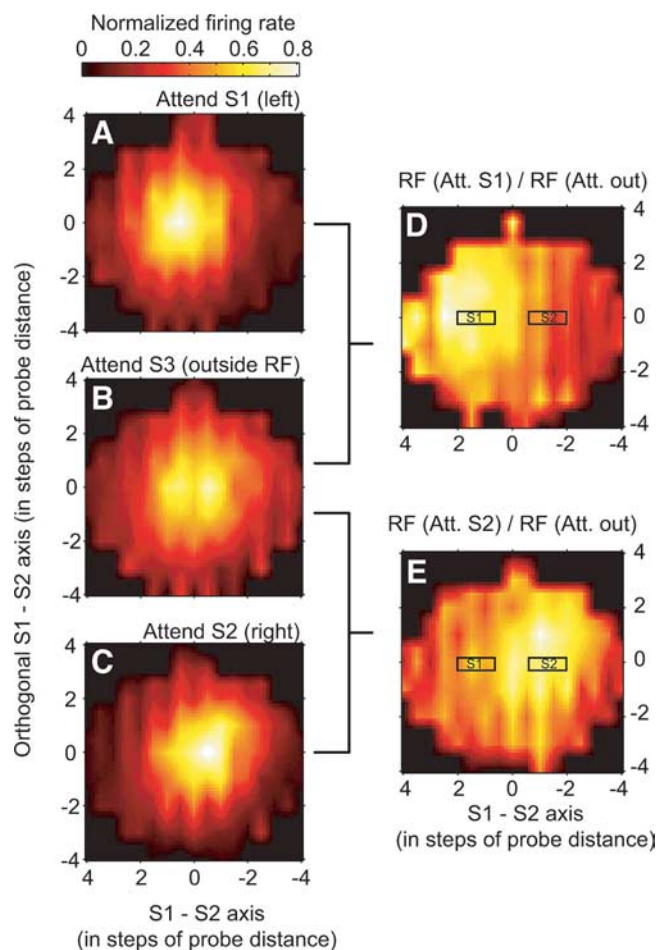 Normalized firing rate
0 0.2 0.4 0.6 0.8
Attend S1 (left)
A
4
2
0
-2
-4
Attend S3 (outside RF)
B
4
2
0
-2
-4
Attend S2 (right)
C
4
2
0
-2
-4
4 2 0 -2 -4
S1 - S2 axis
(in steps of probe distance)
Orthogonal S1 - S2 axis (in steps of probe distance)
RF (Att. S1) / RF (Att. out)
D
S1 S2
4
2
0
-2
-4
4 2 0 -2 -4
RF (Att. S2) / RF (Att. out)
E
S1 S2
4
2
0
-2
-4
4 2 0 -2 -4
S1 - S2 axis
(in steps of probe distance)